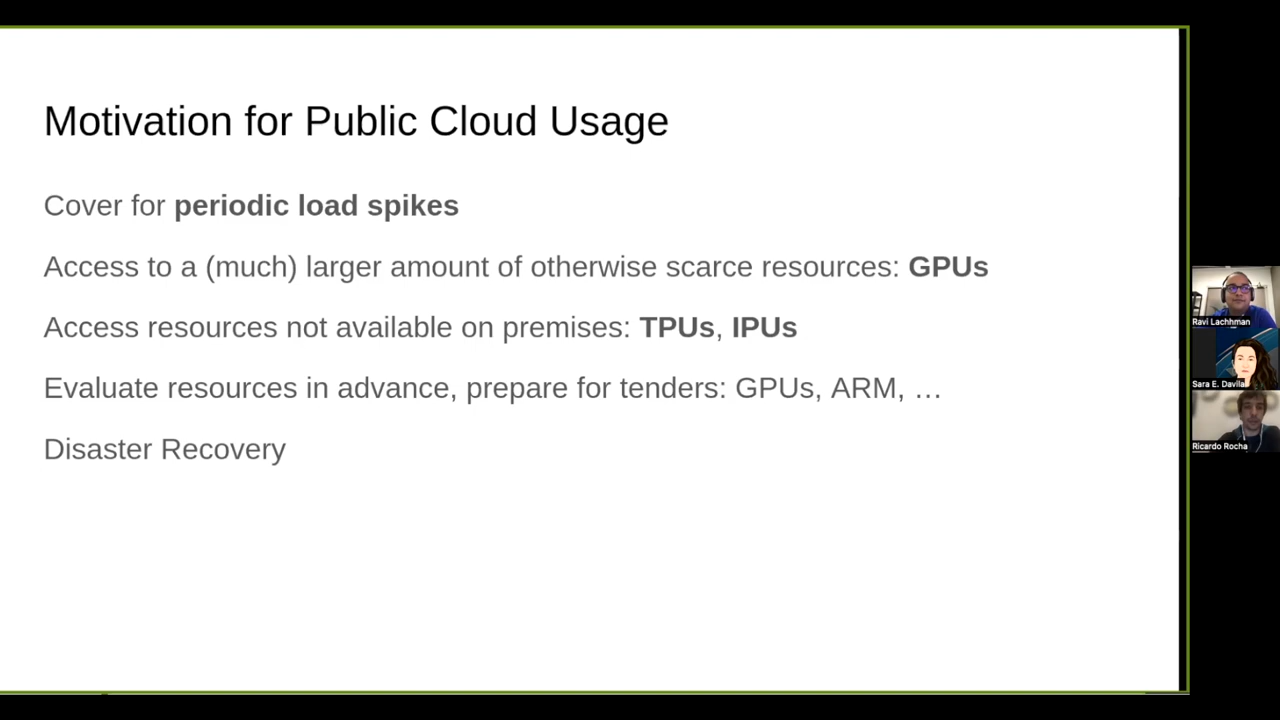 Motivation for Public Cloud Usage
Cover for periodic load spikes
Access to a (much) larger amount of otherwise scarce resources: GPUs
Access resources not available on premises: TPUs, IPUs
Evaluate resources in advance, prepare for tenders: GPUs, ARM, …
Disaster Recovery
Ravi Lachhman
Sara E. Davila
Ricardo Rocha